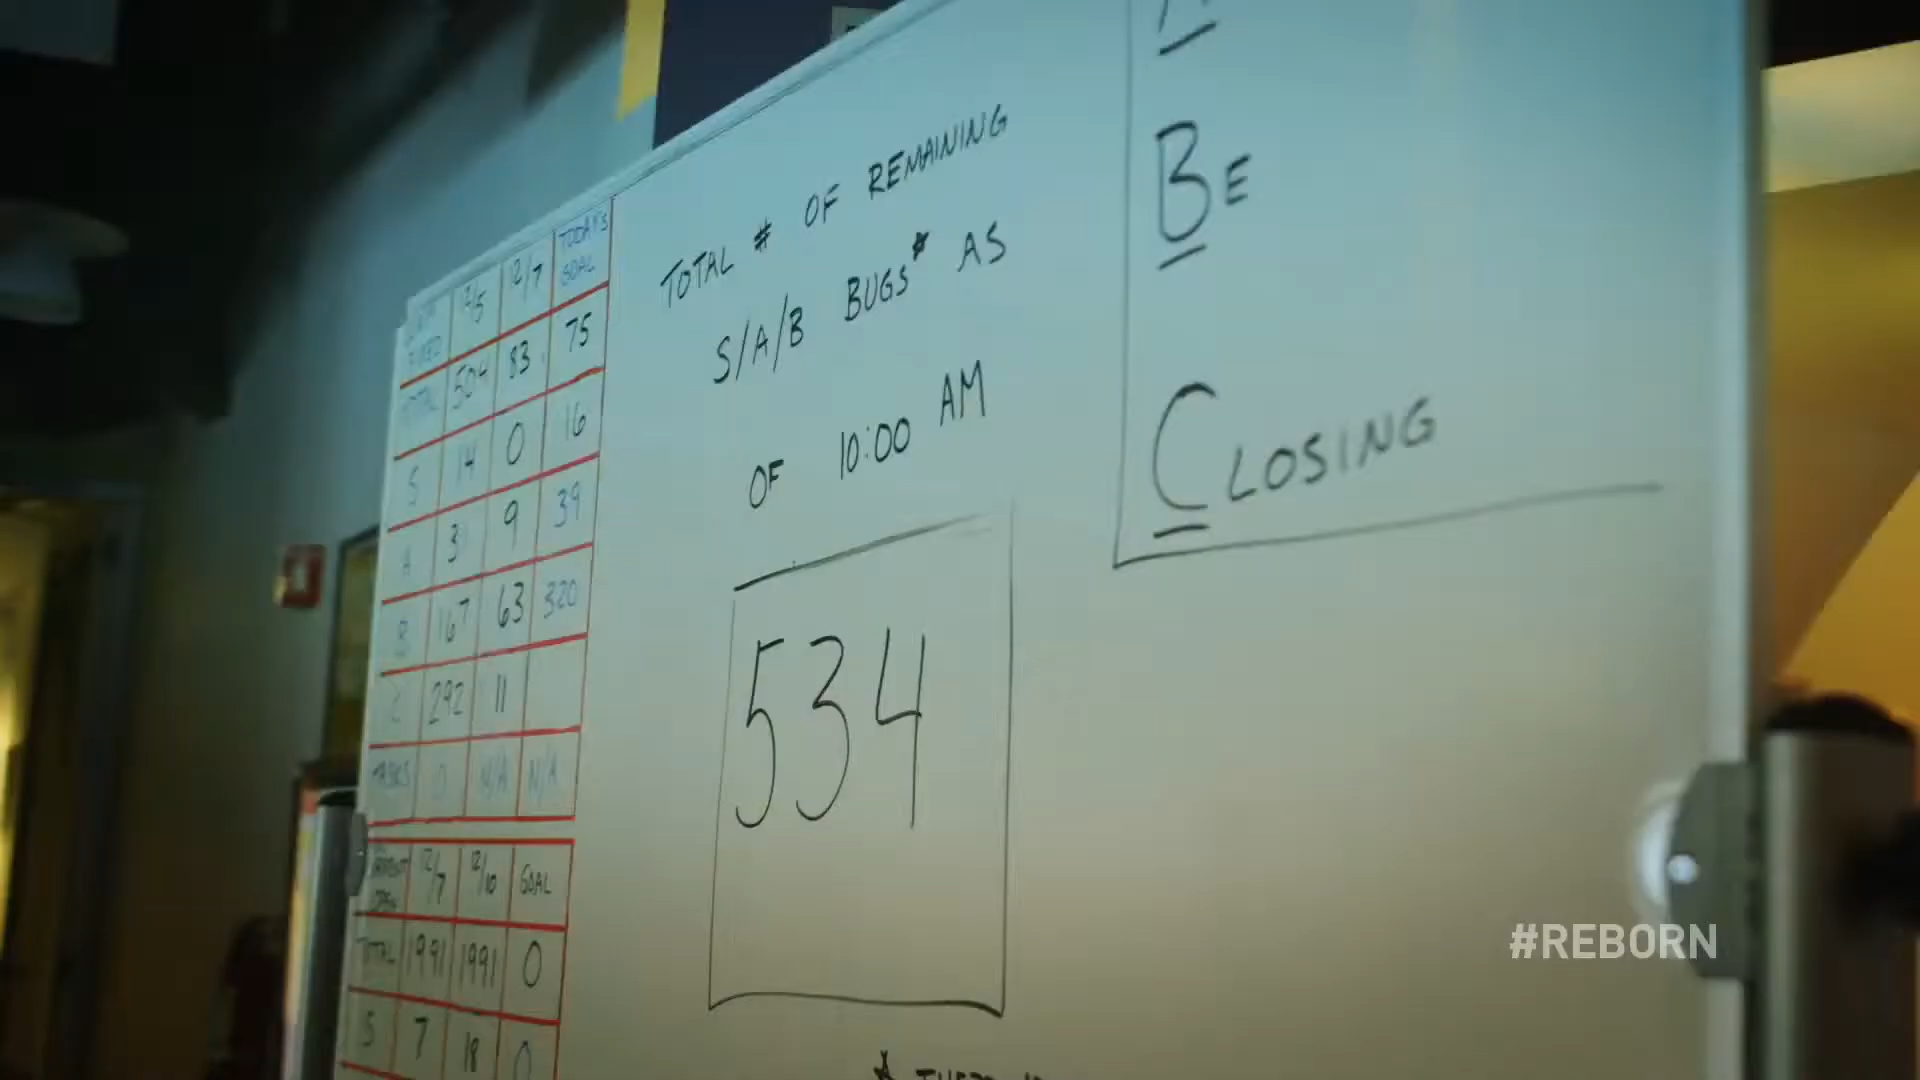 12/5 12/7 TODAY'S GOAL
TOTAL 504 83 75
S 14 0 16
A 31 9 39
B 167 63 320
C 292 11
TASKS 0 N/A N/A
12/7 12/10 GOAL
TOTAL 1991 1991 0
S 7 18 0
TOTAL # OF REMAINING
S/A/B BUGS* AS
OF 10:00 AM
534
BE
CLOSING
#REBORN